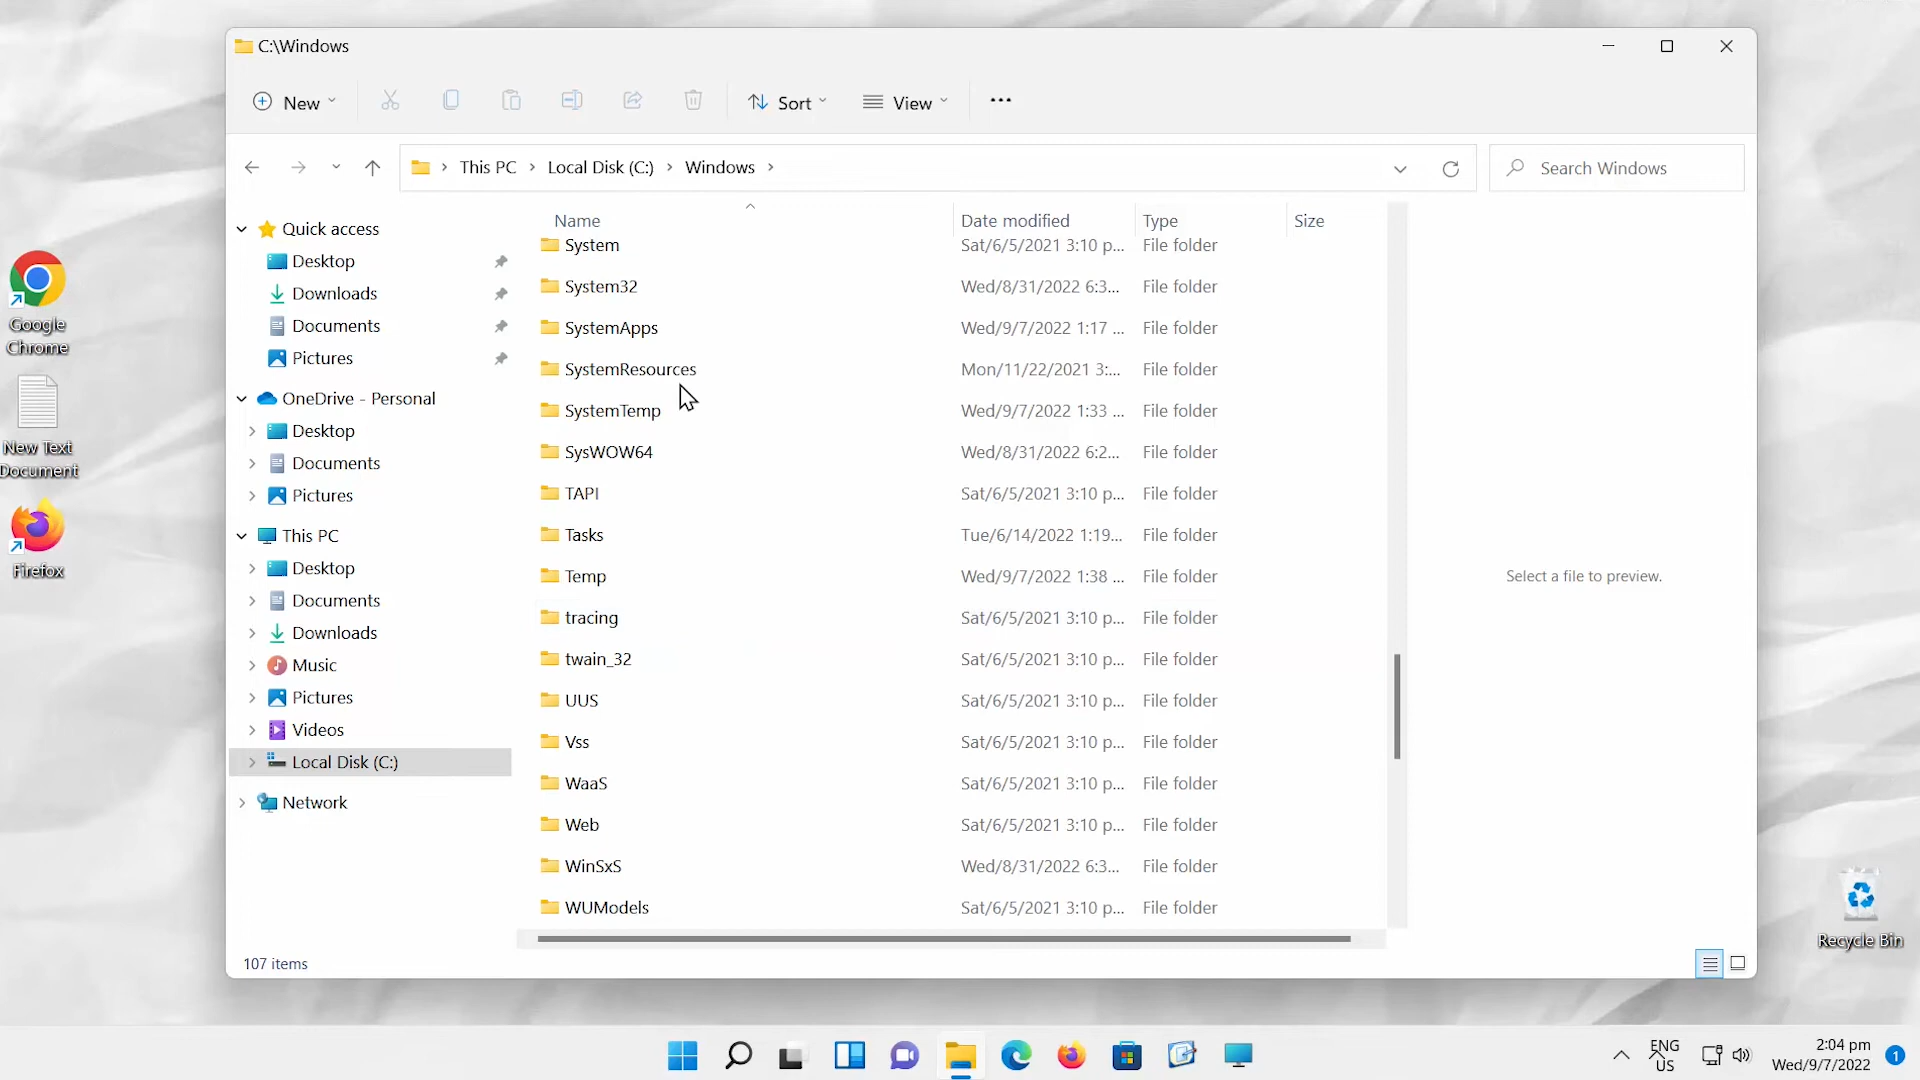 C:\Windows
New
Sort
View
This PC
Local Disk (C:)
Windows
Search Windows
Name
Date modified
Type
Size
Quick access
Desktop
Downloads
Documents
Pictures
OneDrive - Personal
Desktop
Documents
Pictures
This PC
Desktop
Documents
Downloads
Music
Pictures
Videos
Local Disk (C:)
Network
System Sat/6/5/2021 3:10 p... File folder
System32 Wed/8/31/2022 6:3... File folder
SystemApps Wed/9/7/2022 1:17 ... File folder
SystemResources Mon/11/22/2021 3:... File folder
SystemTemp Wed/9/7/2022 1:33 ... File folder
SysWOW64 Wed/8/31/2022 6:2... File folder
TAPI Sat/6/5/2021 3:10 p... File folder
Tasks Tue/6/14/2022 1:19... File folder
Temp Wed/9/7/2022 1:38 ... File folder
tracing Sat/6/5/2021 3:10 p... File folder
twain_32 Sat/6/5/2021 3:10 p... File folder
UUS Sat/6/5/2021 3:10 p... File folder
Vss Sat/6/5/2021 3:10 p... File folder
WaaS Sat/6/5/2021 3:10 p... File folder
Web Sat/6/5/2021 3:10 p... File folder
WinSxS Wed/8/31/2022 6:3... File folder
WUModels Sat/6/5/2021 3:10 p... File folder
Select a file to preview.
107 items
Google
Chrome
New Text
Document
Firefox
Recycle Bin
ENG
US
2:04 pm
Wed/9/7/2022
1